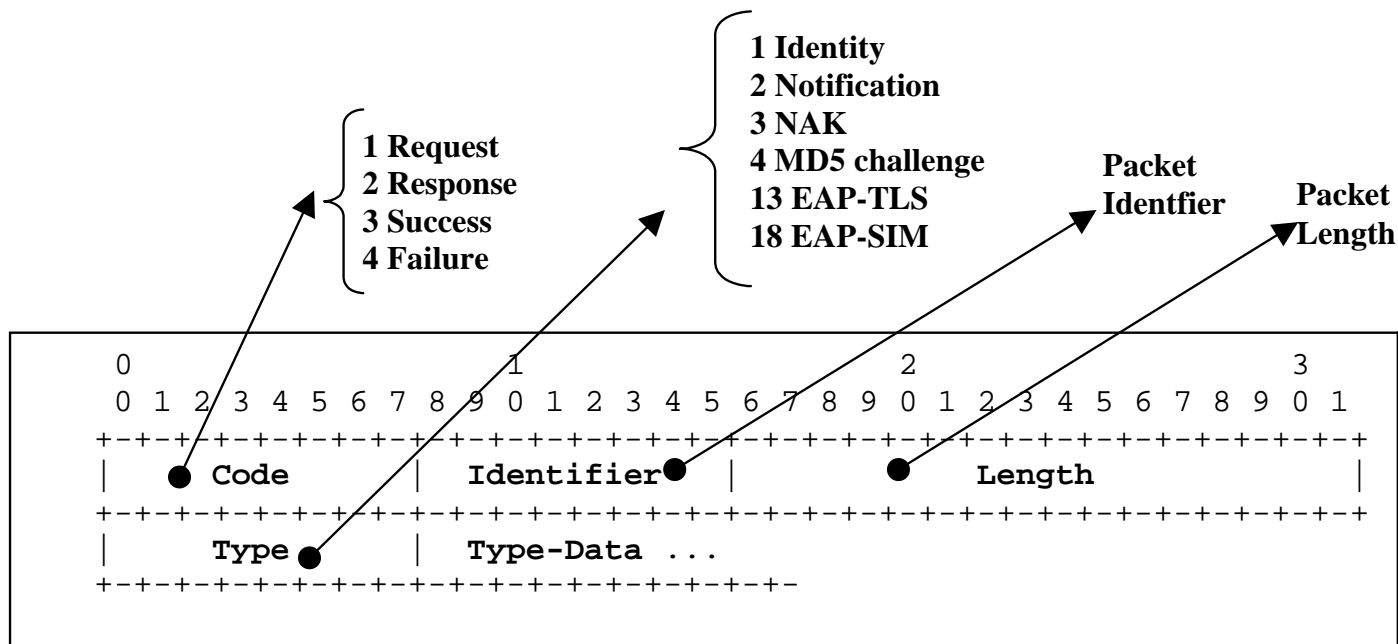 1 Identity
2 Notification
3 NAK
4 MD5 challenge
13 EAP-TLS
18 EAP-SIM
1 Request
2 Response
3 Success
4 Failure
Packet
Identfier
Packet
Length
0 1 2 3
0 1 2 3 4 5 6 7 8 9 0 1 2 3 4 5 6 7 8 9 0 1 2 3 4 5 6 7 8 9 0 1
+-+-+-+-+-+-+-+-+-+-+-+-+-+-+-+-+-+-+-+-+-+-+-+-+-+-+-+-+-+-+-+-+
| Code | Identifier | Length |
+-+-+-+-+-+-+-+-+-+-+-+-+-+-+-+-+-+-+-+-+-+-+-+-+-+-+-+-+-+-+-+-+
| Type | Type-Data ...
+-+-+-+-+-+-+-+-+-+-+-+-+-+-+-+-+-+-